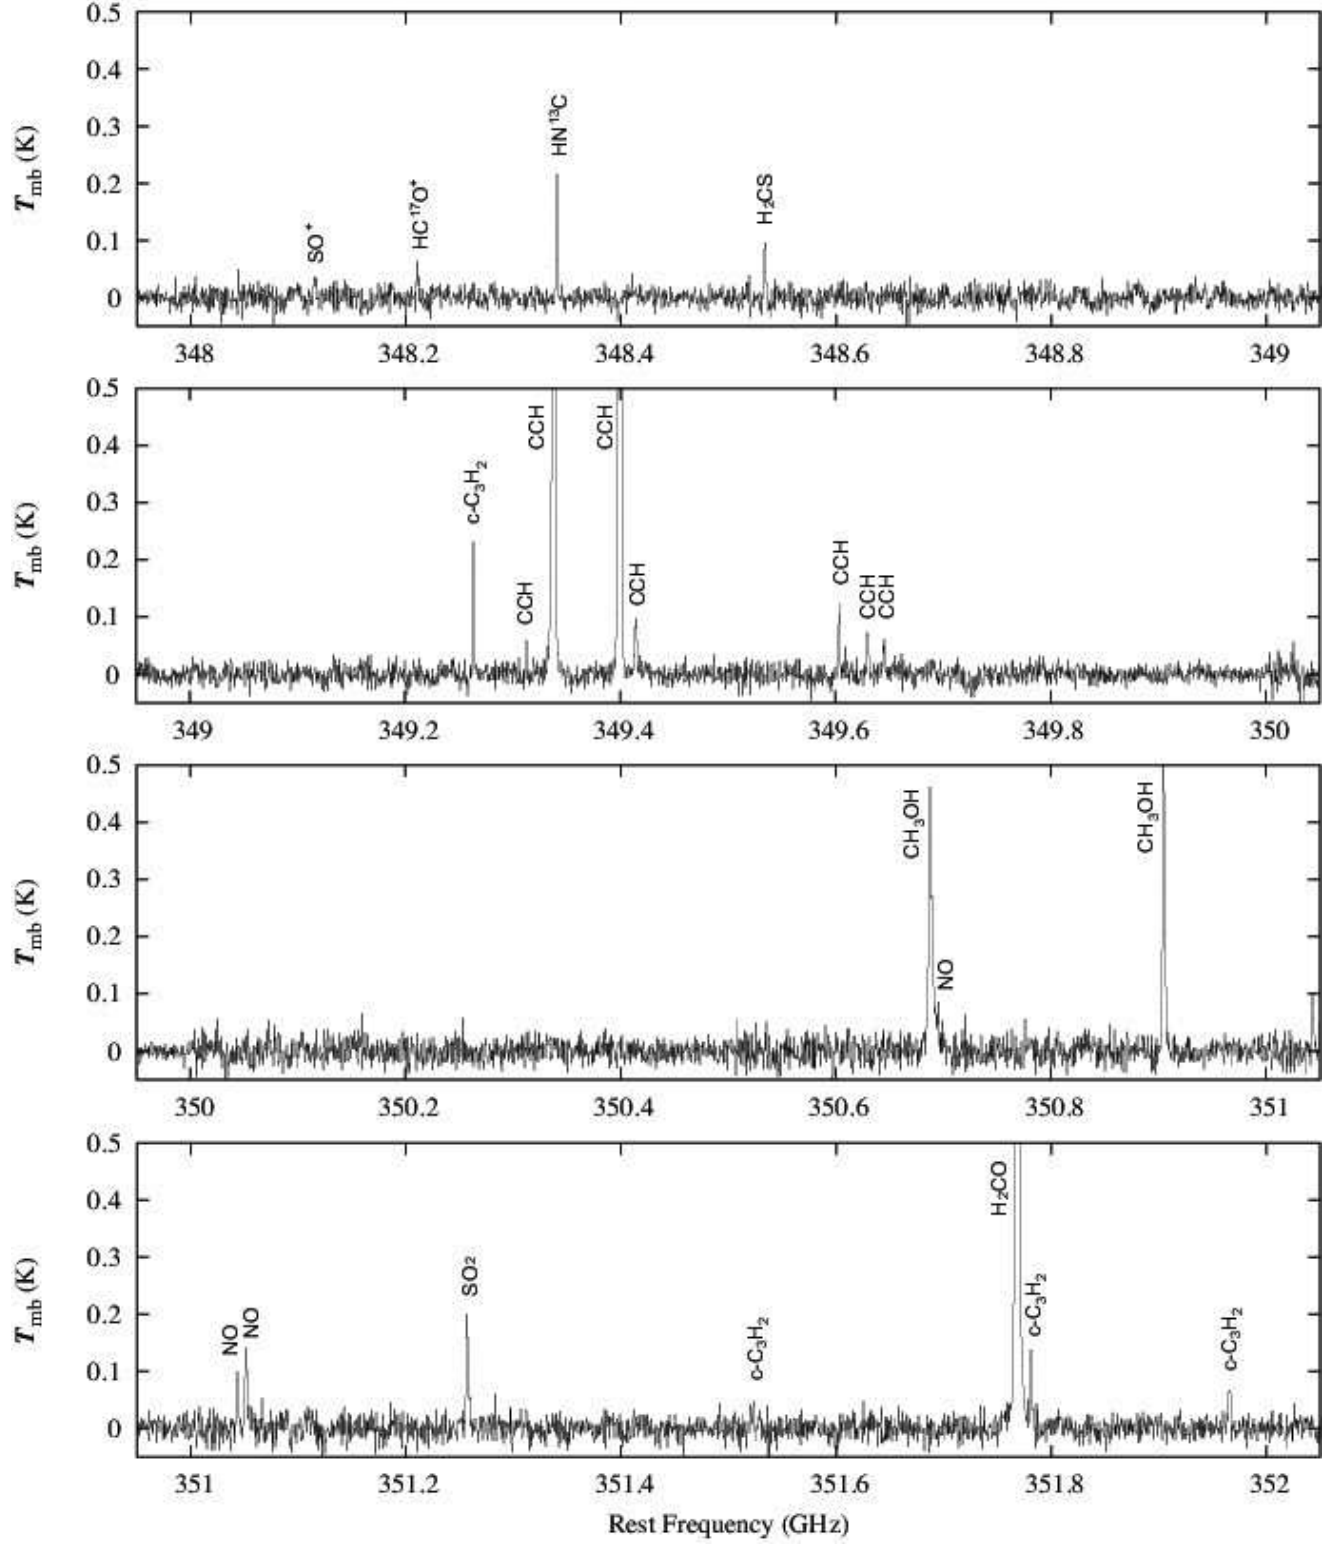 0.5
0.4
0.3
0.2
0.1
0
Tmb (K)
SO+
HC17O+
HN13C
H2CS
348 348.2 348.4 348.6 348.8 349
0.5
0.4
0.3
0.2
0.1
0
Tmb (K)
c-C3H2
CCH
CCH
CCH
CCH
CCH
CCH
CCH
349 349.2 349.4 349.6 349.8 350
0.5
0.4
0.3
0.2
0.1
0
Tmb (K)
CH3OH
NO
CH3OH
350 350.2 350.4 350.6 350.8 351
0.5
0.4
0.3
0.2
0.1
0
Tmb (K)
NO
NO
SO2
c-C3H2
H2CO
c-C3H2
c-C3H2
351 351.2 351.4 351.6 351.8 352
Rest Frequency (GHz)